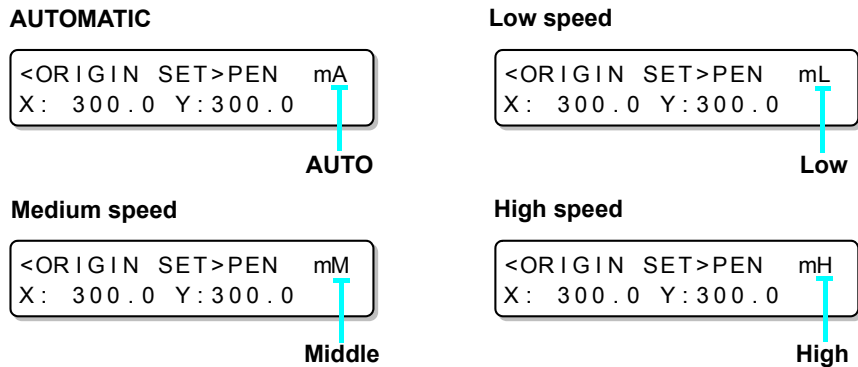 AUTOMATIC
<ORIGIN SET>PEN mA
X: 300.0 Y:300.0
AUTO
Low speed
<ORIGIN SET>PEN mL
X: 300.0 Y:300.0
Low
Medium speed
<ORIGIN SET>PEN mM
X: 300.0 Y:300.0
Middle
High speed
<ORIGIN SET>PEN mH
X: 300.0 Y:300.0
High